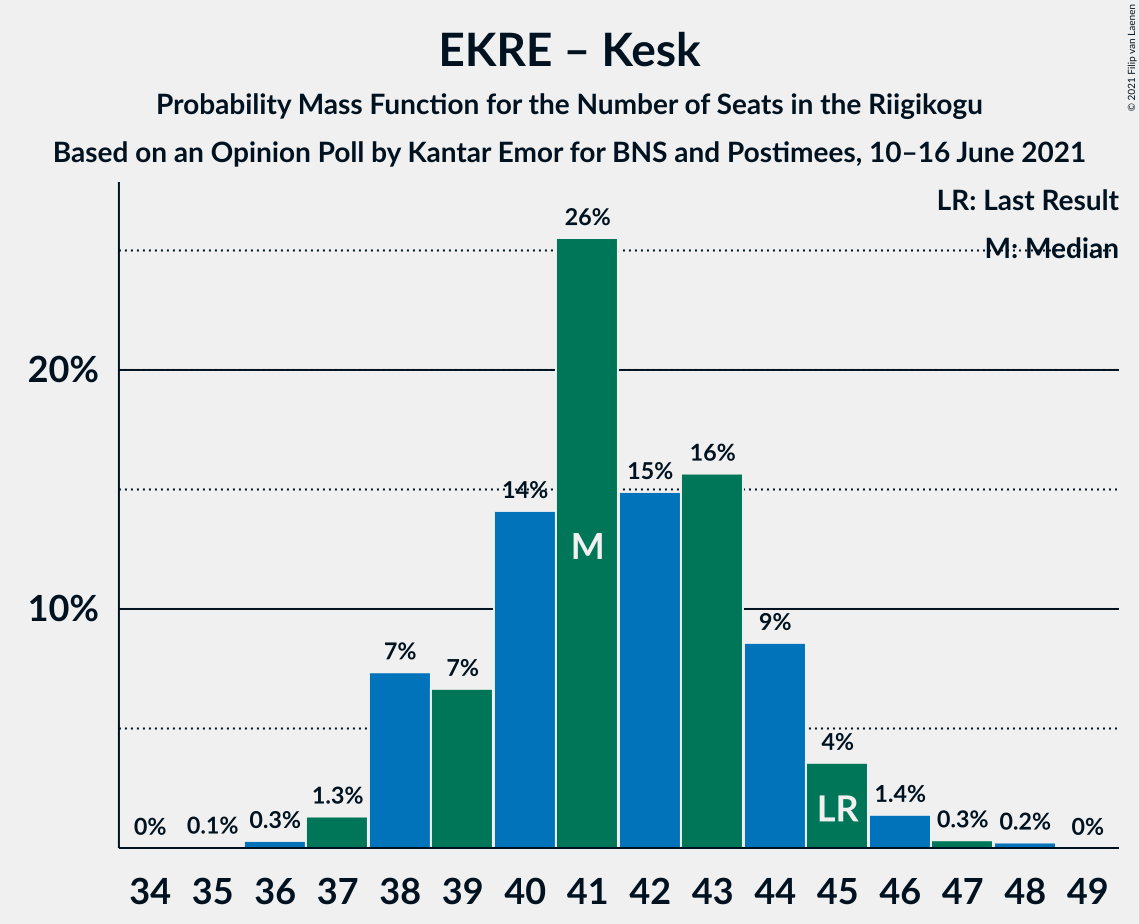 EKRE – Kesk
Probability Mass Function for the Number of Seats in the Riigikogu
Based on an Opinion Poll by Kantar Emor for BNS and Postimees, 10–16 June 2021
© 2021 Filip van Laenen
LR: Last Result
M: Median
20%
10%
0%
0.1%
0.3%
1.3%
7%
7%
14%
26%
15%
16%
9%
4%
1.4%
0.3%
0.2%
0%
M
LR
34 35 36 37 38 39 40 41 42 43 44 45 46 47 48 49